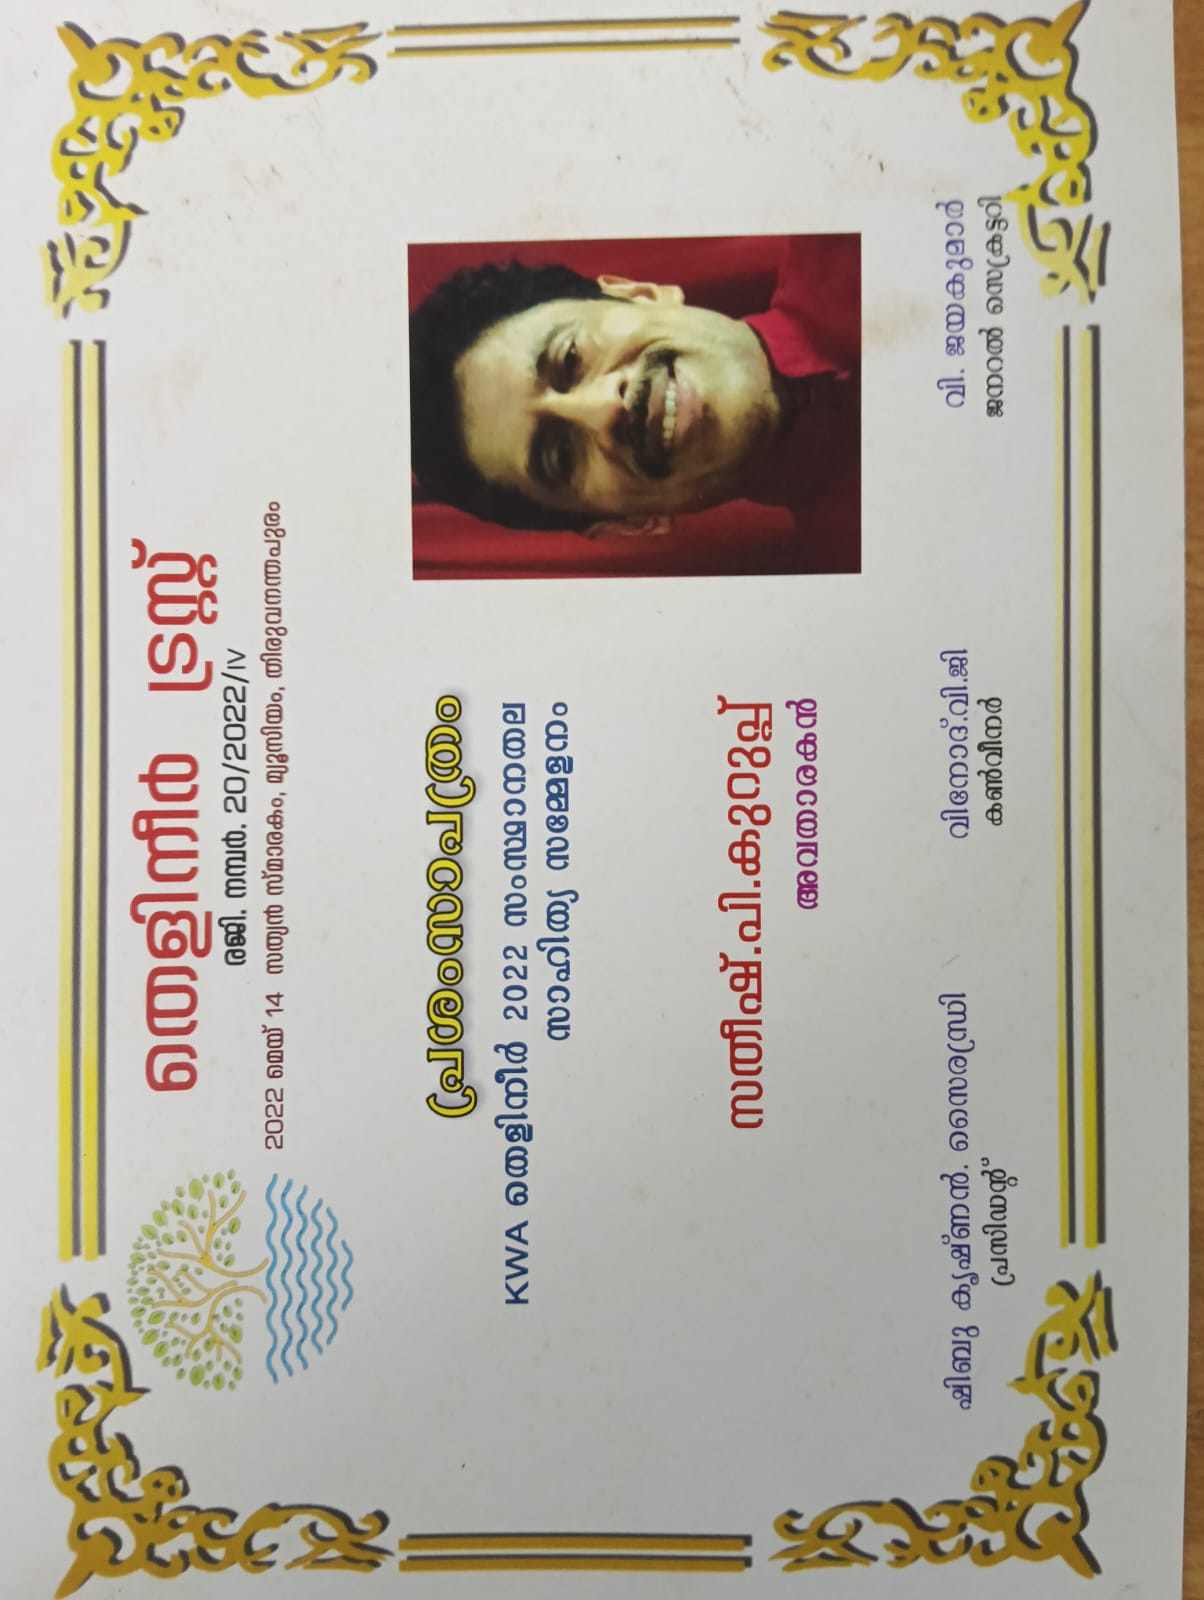 തെളിനീർ ട്രസ്റ്റ്
രജി. നമ്പർ. 20/2022/IV
2022 മെയ് 14 സത്യൻ സ്മാരകം, മ്യൂസിയം, തിരുവനന്തപുരം
പ്രശംസാപത്രം
KWA തെളിനീർ 2022 സംസ്ഥാനതല
സാഹിത്യ സമ്മേളനം
സതീഷ്.പി.കുറുപ്പ്
അവതാരകൻ
ഷിബു കൃഷ്ണൻ. സൈരന്ധ്രി
പ്രസിഡന്റ്
വിനോദ്.വി.ജി
കൺവീനർ
വി. ജയകുമാർ
ജനറൽ സെക്രട്ടറി